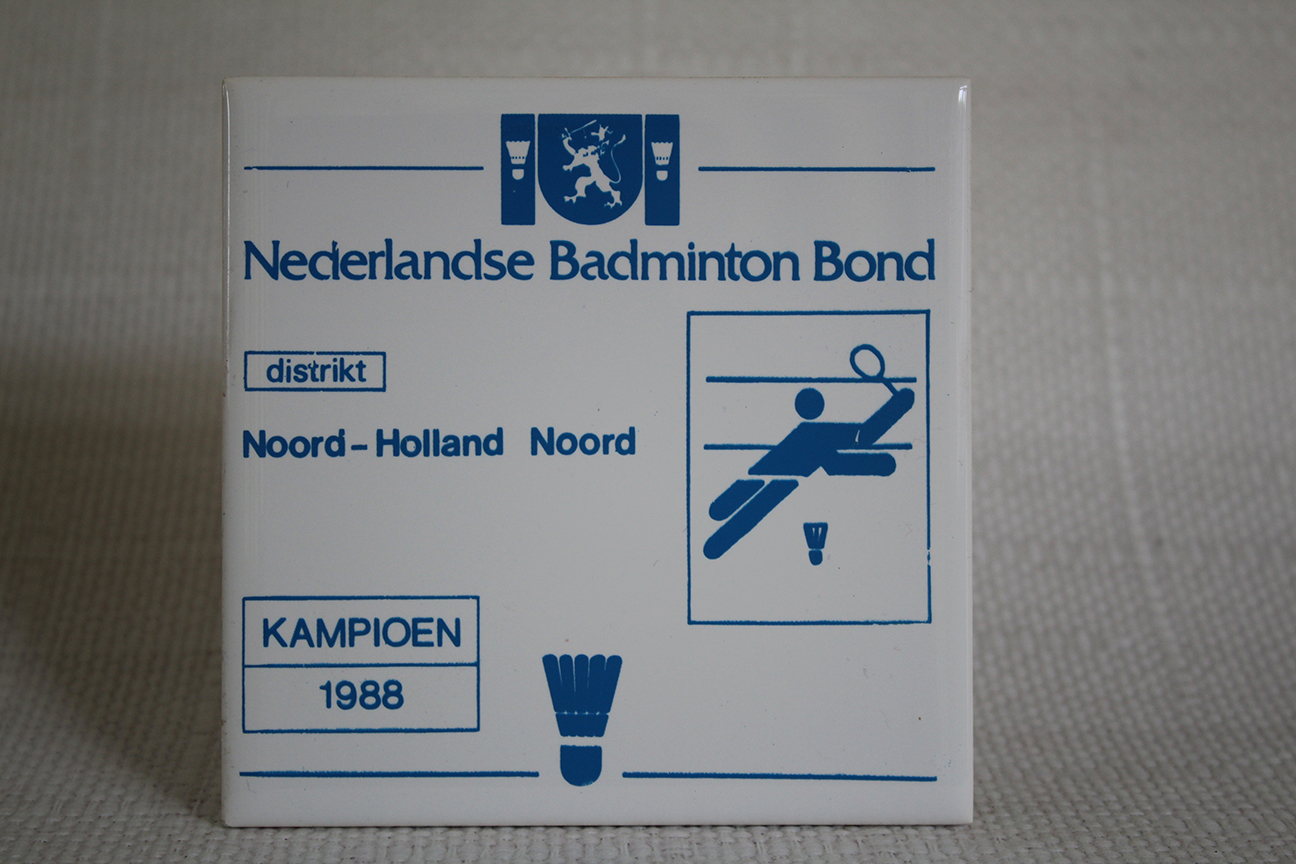 Nederlandse Badminton Bond
distrikt
Noord-Holland Noord
KAMPIOEN
1988